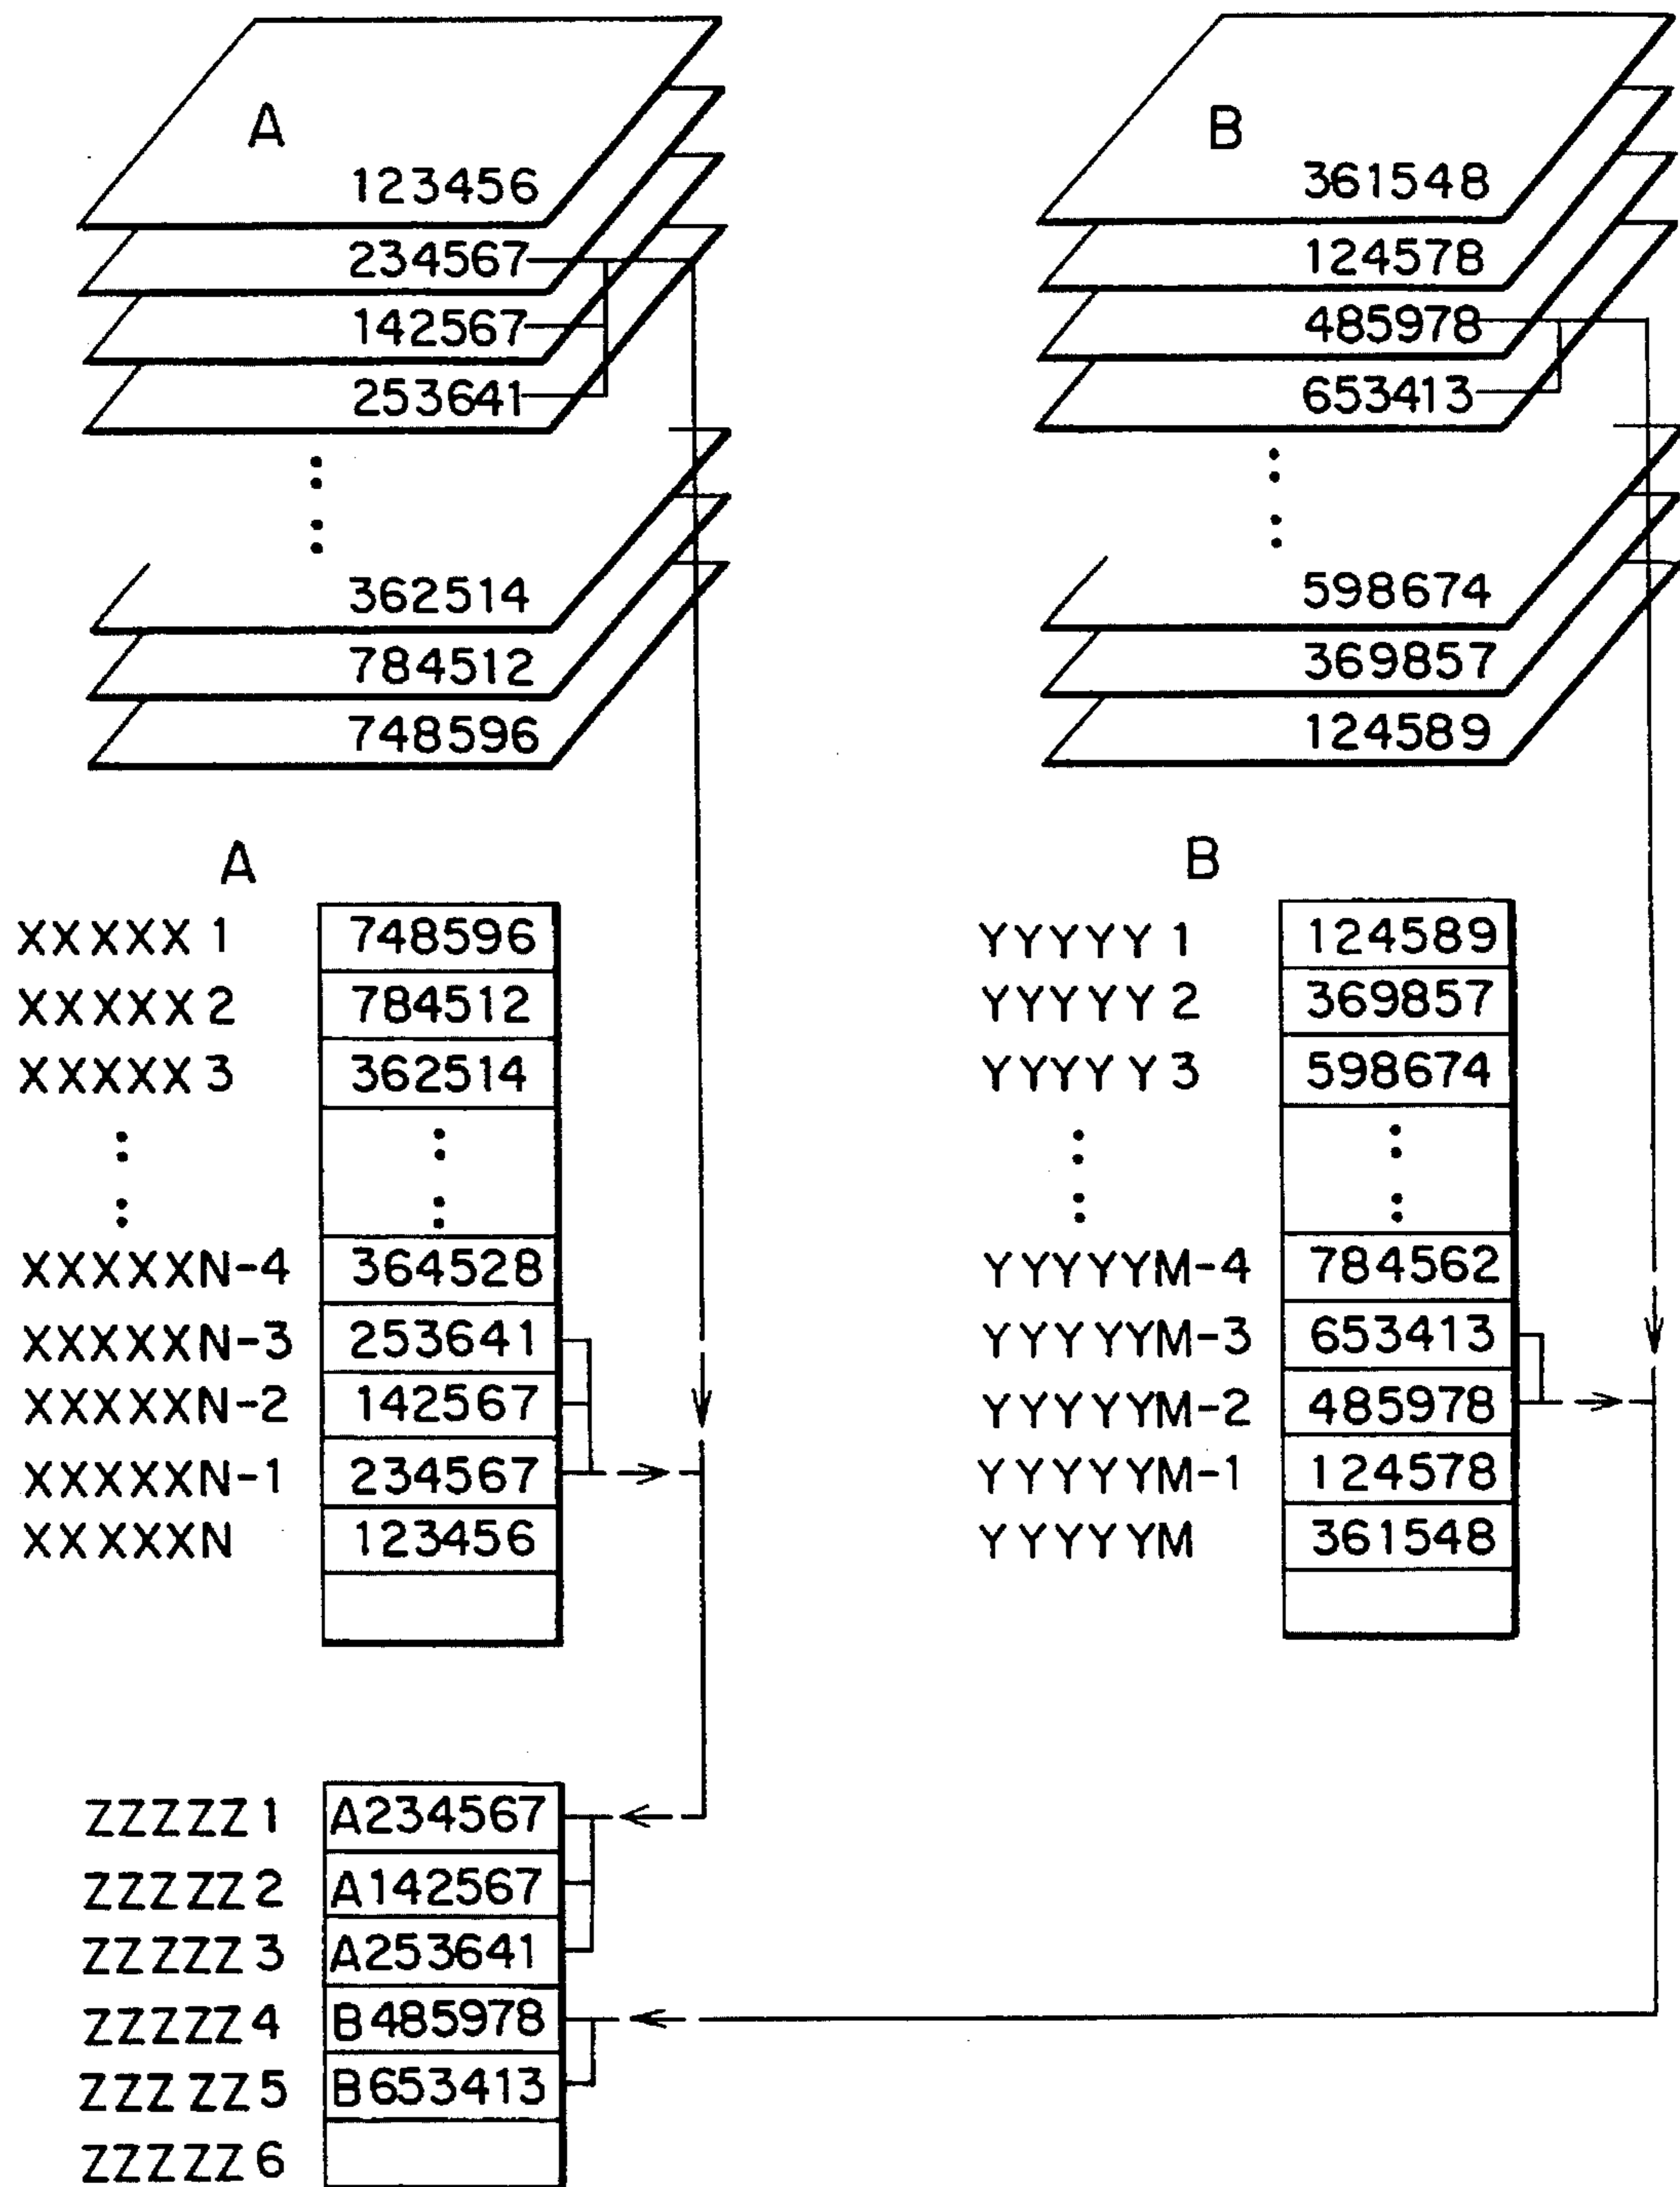 A
123456
234567
142567
253641
362514
784512
748596
B
361548
124578
485978
653413
598674
369857
124589
A
XXXXX1 748596
XXXXX2 784512
XXXXX3 362514
XXXXXN-4 364528
XXXXXN-3 253641
XXXXXN-2 142567
XXXXXN-1 234567
XXXXXN 123456
B
YYYYY1 124589
YYYYY2 369857
YYYYY3 598674
YYYYYM-4 784562
YYYYYM-3 653413
YYYYYM-2 485978
YYYYYM-1 124578
YYYYYM 361548
ZZZZZ1 A234567
ZZZZZ2 A142567
ZZZZZ3 A253641
ZZZZZ4 B485978
ZZZZZ5 B653413
ZZZZZ6